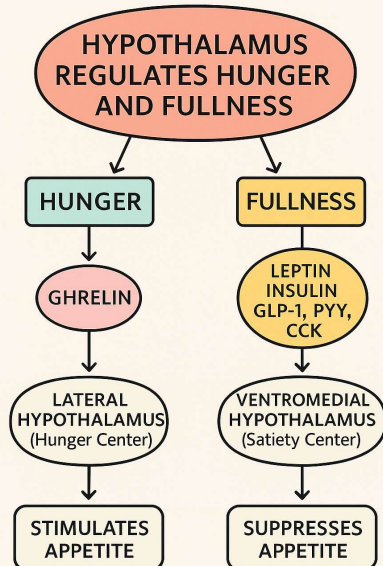 HYPOTHALAMUS
REGULATES HUNGER
AND FULLNESS
HUNGER
GHRELIN
LATERAL
HYPOTHALAMUS
(Hunger Center)
STIMULATES
APPETITE
FULLNESS
LEPTIN
INSULIN
GLP-1, PYY,
CCK
VENTROMEDIAL
HYPOTHALAMUS
(Satiety Center)
SUPPRESSES
APPETITE